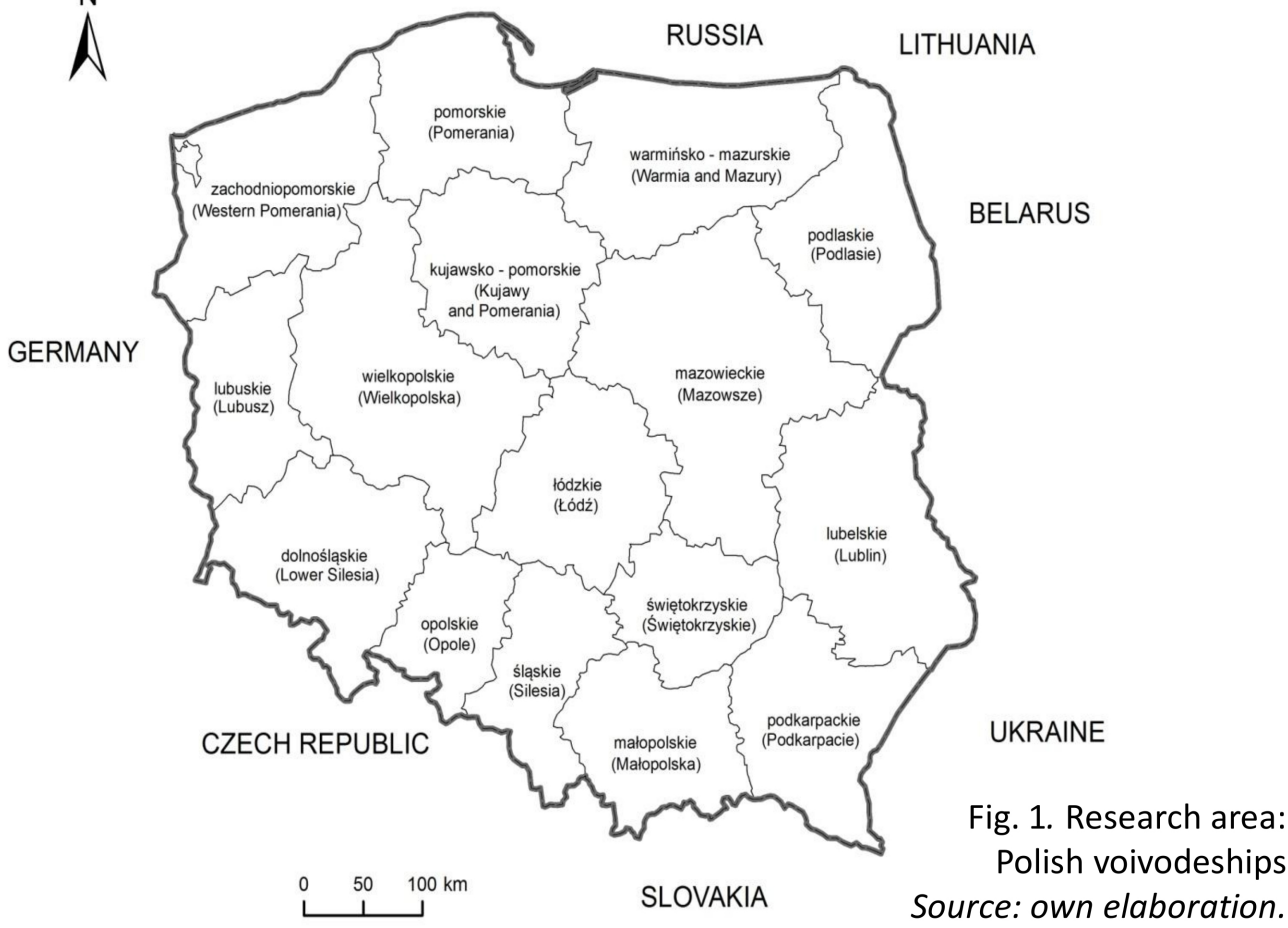 N
RUSSIA
LITHUANIA
pomorskie
(Pomerania)
warmińsko - mazurskie
(Warmia and Mazury)
zachodniopomorskie
(Western Pomerania)
BELARUS
podlaskie
(Podlasie)
kujawsko - pomorskie
(Kujawy
and Pomerania)
GERMANY
lubuskie
(Lubusz)
wielkopolskie
(Wielkopolska)
mazowieckie
(Mazowsze)
łódzkie
(Łódź)
lubelskie
(Lublin)
dolnośląskie
(Lower Silesia)
opolskie
(Opole)
świętokrzyskie
(Świętokrzyskie)
śląskie
(Silesia)
podkarpackie
(Podkarpacie)
małopolskie
(Małopolska)
CZECH REPUBLIC
UKRAINE
SLOVAKIA
0 50 100 km
Fig. 1. Research area:
Polish voivodeships
Source: own elaboration.